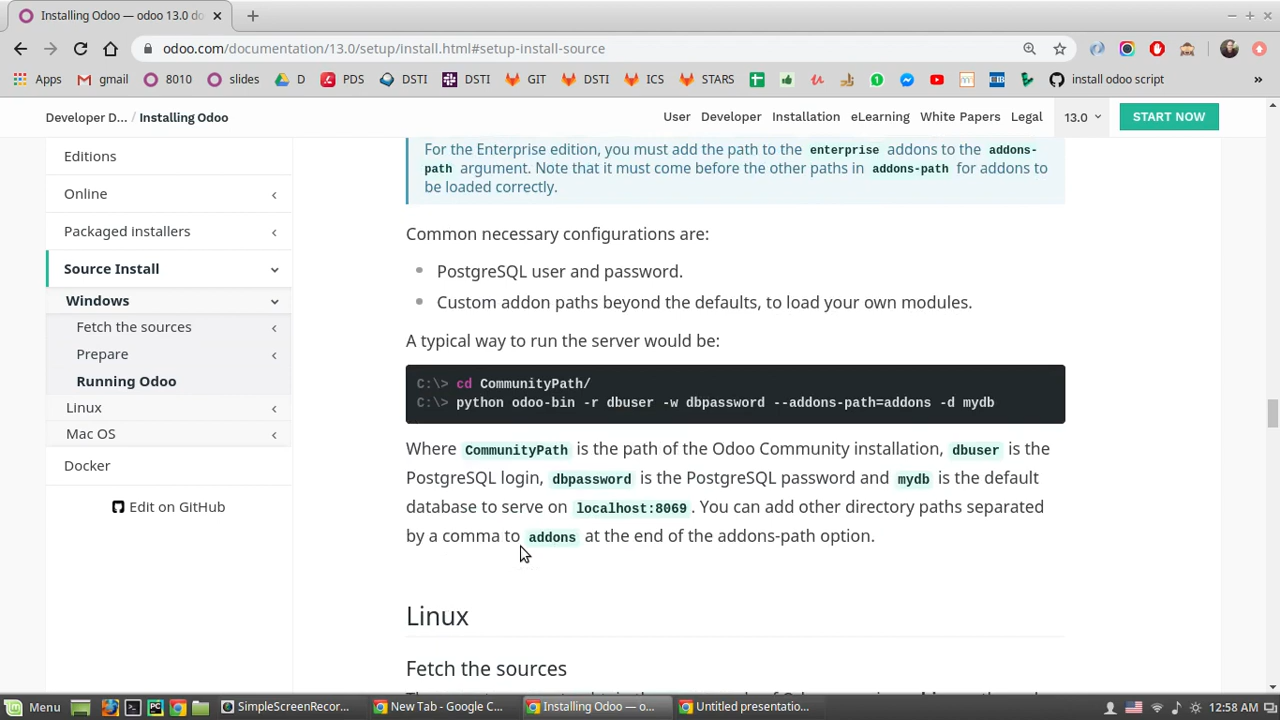 Installing Odoo — odoo 13.0 do
odoo.com/documentation/13.0/setup/install.html#setup-install-source
Apps gmail 8010 slides D PDS DSTI DSTI GIT DSTI ICS STARS install odoo script »
Developer D... / Installing Odoo User Developer Installation eLearning White Papers Legal 13.0 START NOW
Editions
Online
Packaged installers
Source Install
Windows
Fetch the sources
Prepare
Running Odoo
Linux
Mac OS
Docker
Edit on GitHub
For the Enterprise edition, you must add the path to the enterprise addons to the addons-
path argument. Note that it must come before the other paths in addons-path for addons to
be loaded correctly.
Common necessary configurations are:
PostgreSQL user and password.
Custom addon paths beyond the defaults, to load your own modules.
A typical way to run the server would be:
C:\> cd CommunityPath/
C:\> python odoo-bin -r dbuser -w dbpassword --addons-path=addons -d mydb
Where CommunityPath is the path of the Odoo Community installation, dbuser is the
PostgreSQL login, dbpassword is the PostgreSQL password and mydb is the default
database to serve on localhost:8069. You can add other directory paths separated
by a comma to addons at the end of the addons-path option.
Linux
Fetch the sources
Menu PC SimpleScreenRecor... New Tab - Google C... Installing Odoo — o... Untitled presentatio... 12:58 AM